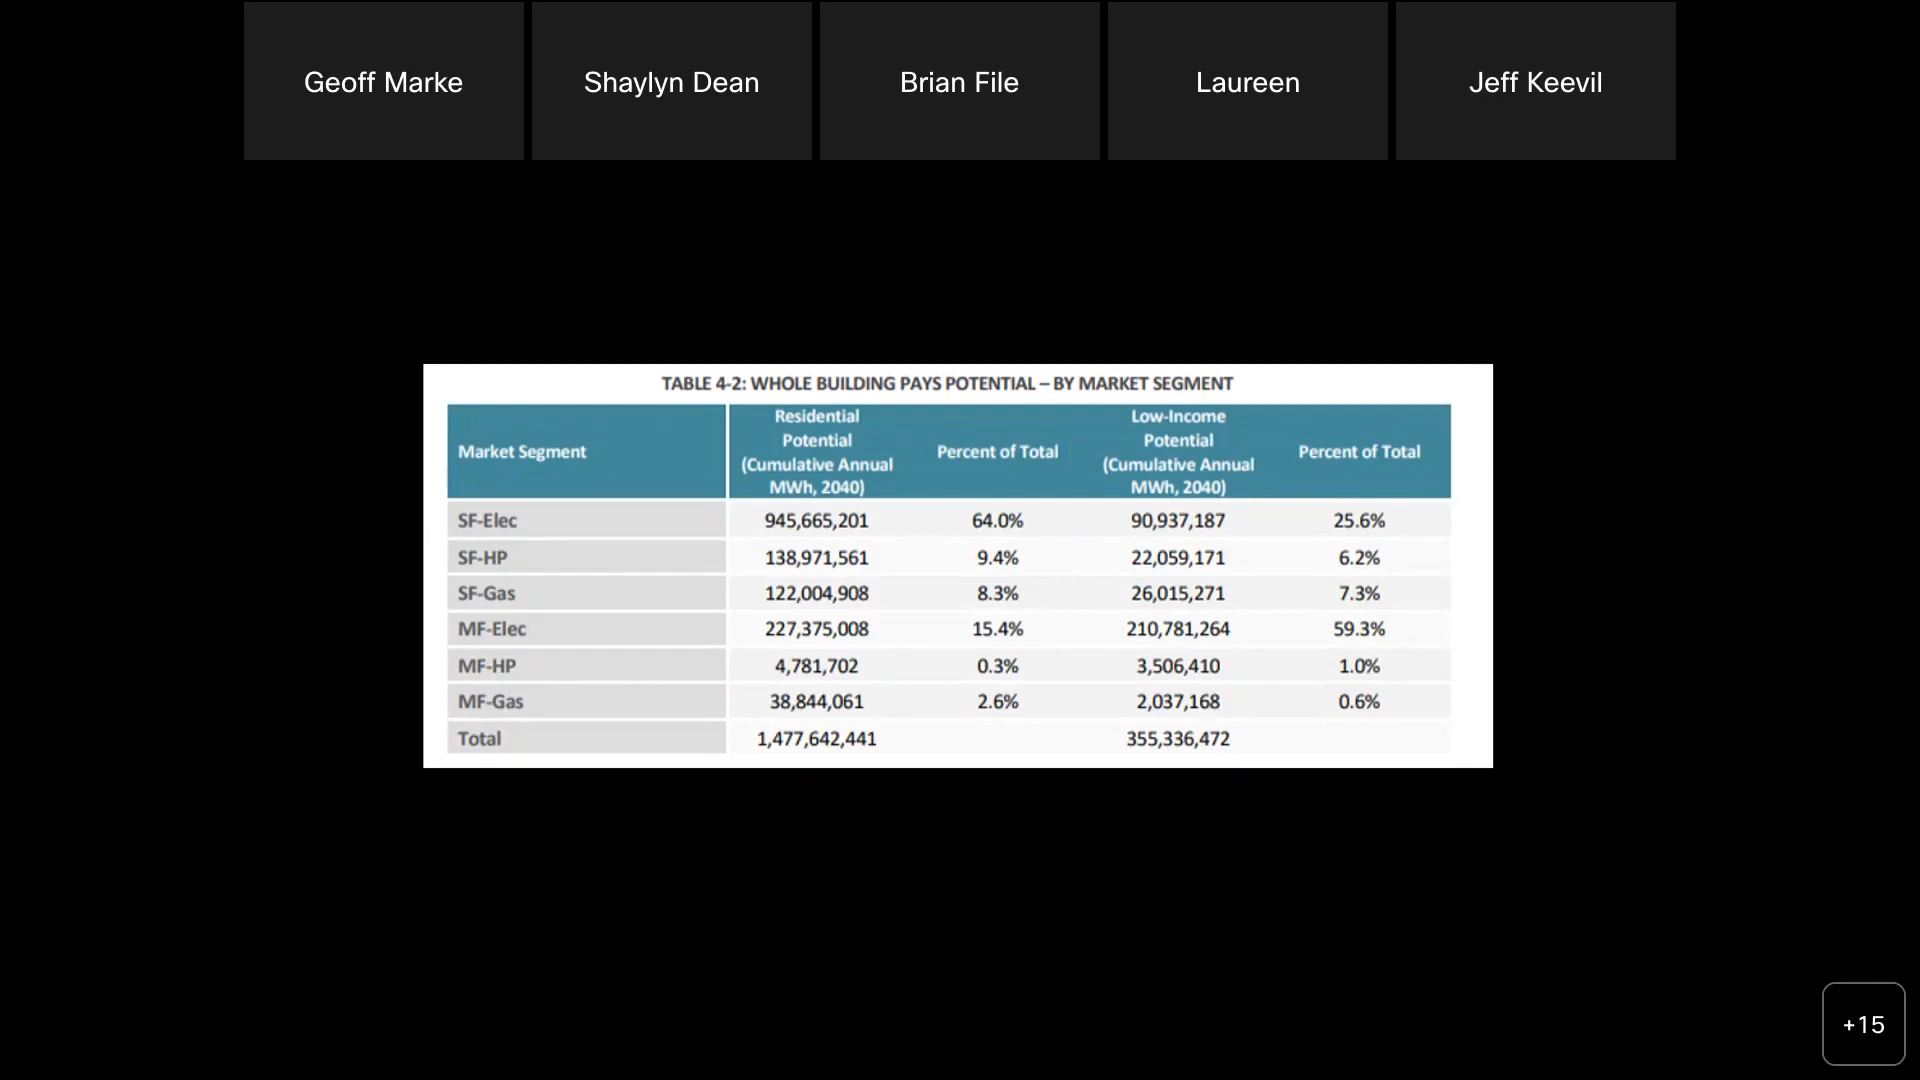 Geoff Marke
Shaylyn Dean
Brian File
Laureen
Jeff Keevil
TABLE 4-2: WHOLE BUILDING PAYS POTENTIAL – BY MARKET SEGMENT
Market Segment
Residential
Potential
(Cumulative Annual
MWh, 2040)
Percent of Total
Low-Income
Potential
(Cumulative Annual
MWh, 2040)
Percent of Total
SF-Elec 945,665,201 64.0% 90,937,187 25.6%
SF-HP 138,971,561 9.4% 22,059,171 6.2%
SF-Gas 122,004,908 8.3% 26,015,271 7.3%
MF-Elec 227,375,008 15.4% 210,781,264 59.3%
MF-HP 4,781,702 0.3% 3,506,410 1.0%
MF-Gas 38,844,061 2.6% 2,037,168 0.6%
Total 1,477,642,441 355,336,472
+15